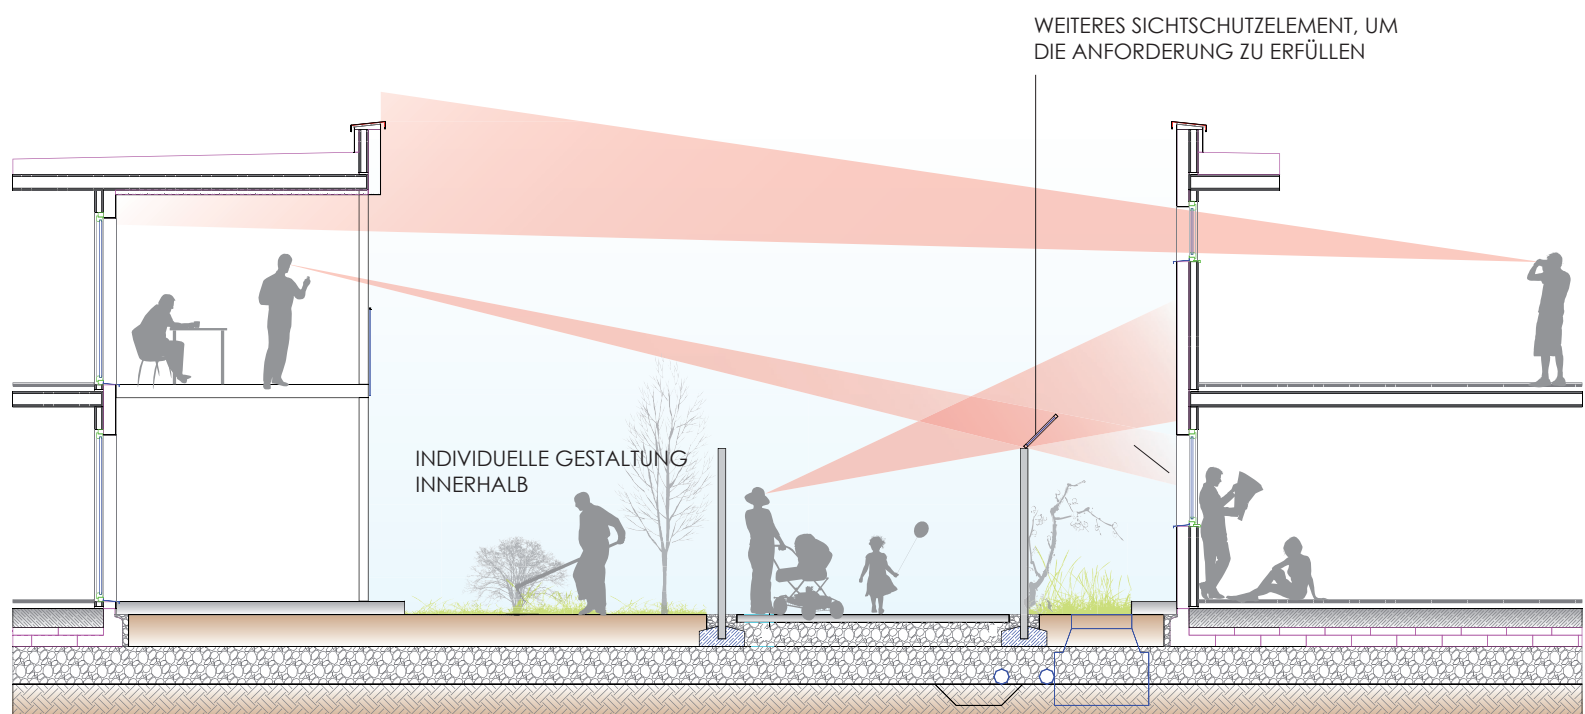 WEITERES SICHTSCHUTZELEMENT, UM
DIE ANFORDERUNG ZU ERFÜLLEN
INDIVIDUELLE GESTALTUNG
INNERHALB